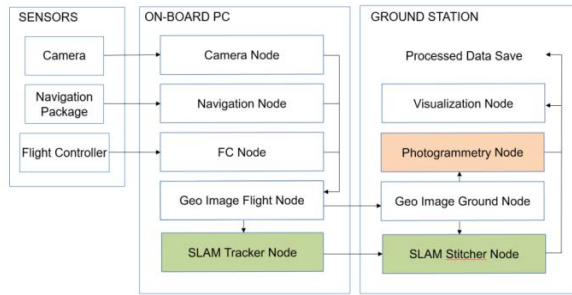 SENSORS
Camera
Navigation
Package
Flight Controller
ON-BOARD PC
Camera Node
Navigation Node
FC Node
Geo Image Flight Node
SLAM Tracker Node
GROUND STATION
Processed Data Save
Visualization Node
Photogrammetry Node
Geo Image Ground Node
SLAM Stitcher Node